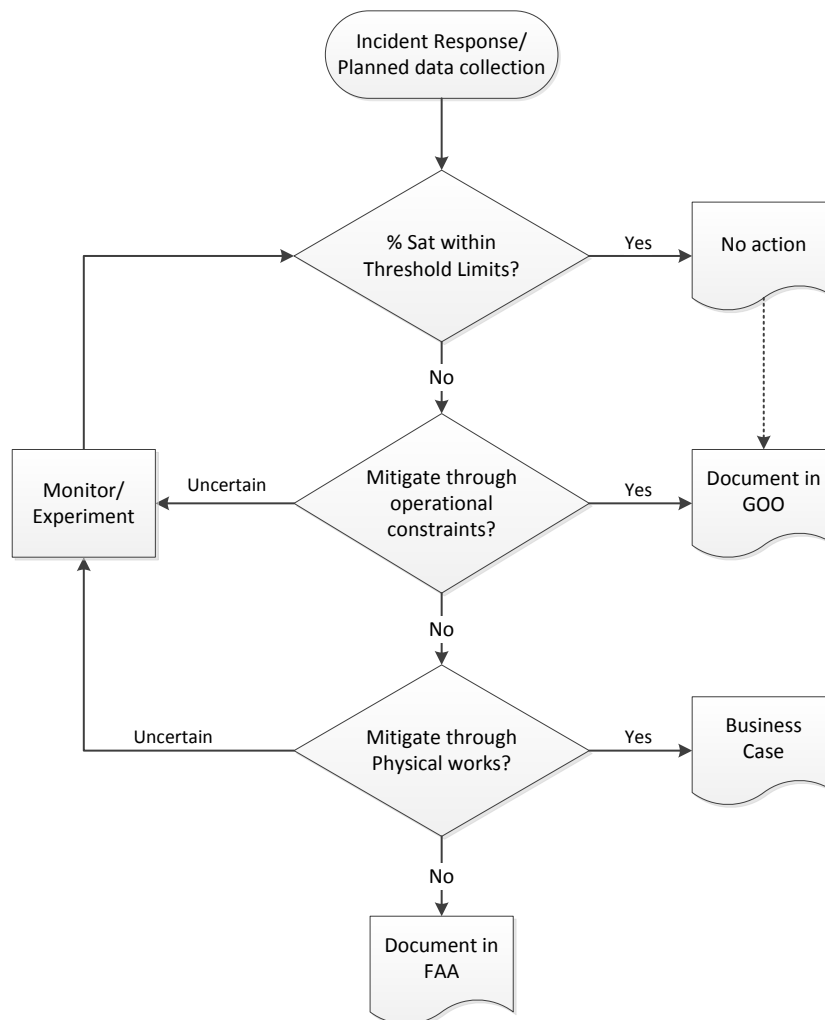 Incident Response/
Planned data collection
% Sat within
Threshold Limits?
Yes
No action
No
Monitor/
Experiment
Uncertain
Mitigate through
operational
constraints?
Yes
Document in
GOO
No
Uncertain
Mitigate through
Physical works?
Yes
Business
Case
No
Document in
FAA